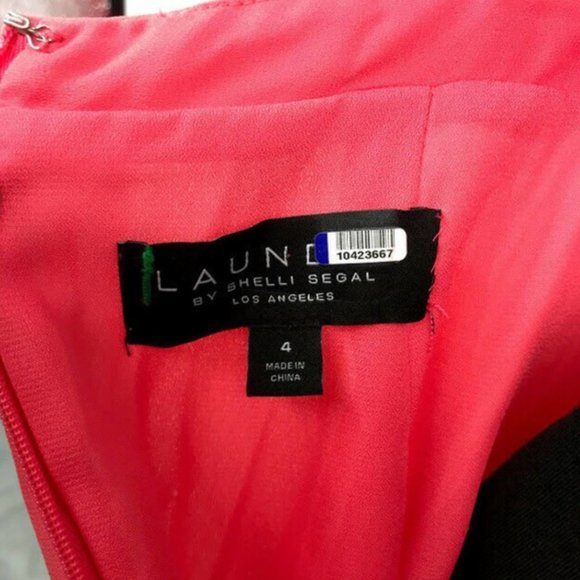 LAUND
10423667
BY SHELLI SEGAL
LOS ANGELES
4
MADE IN
CHINA